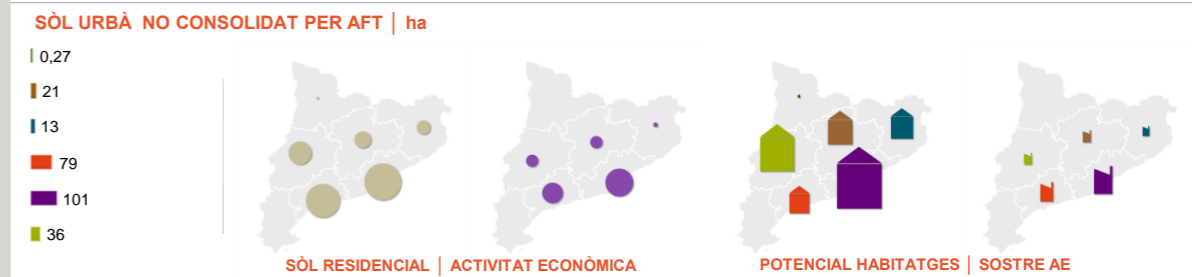 SÒL URBÀ NO CONSOLIDAT PER AFT | ha
0,27
21
13
79
101
36
SÒL RESIDENCIAL | ACTIVITAT ECONÒMICA
POTENCIAL HABITATGES | SOSTRE AE